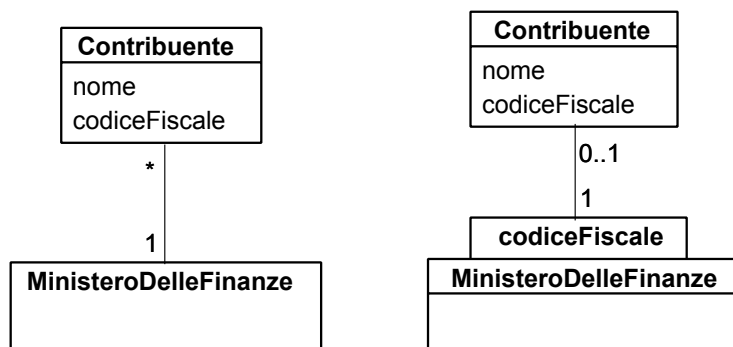 Contribuente
nome
codiceFiscale
*
1
MinisteroDelleFinanze
Contribuente
nome
codiceFiscale
0..1
1
codiceFiscale
MinisteroDelleFinanze